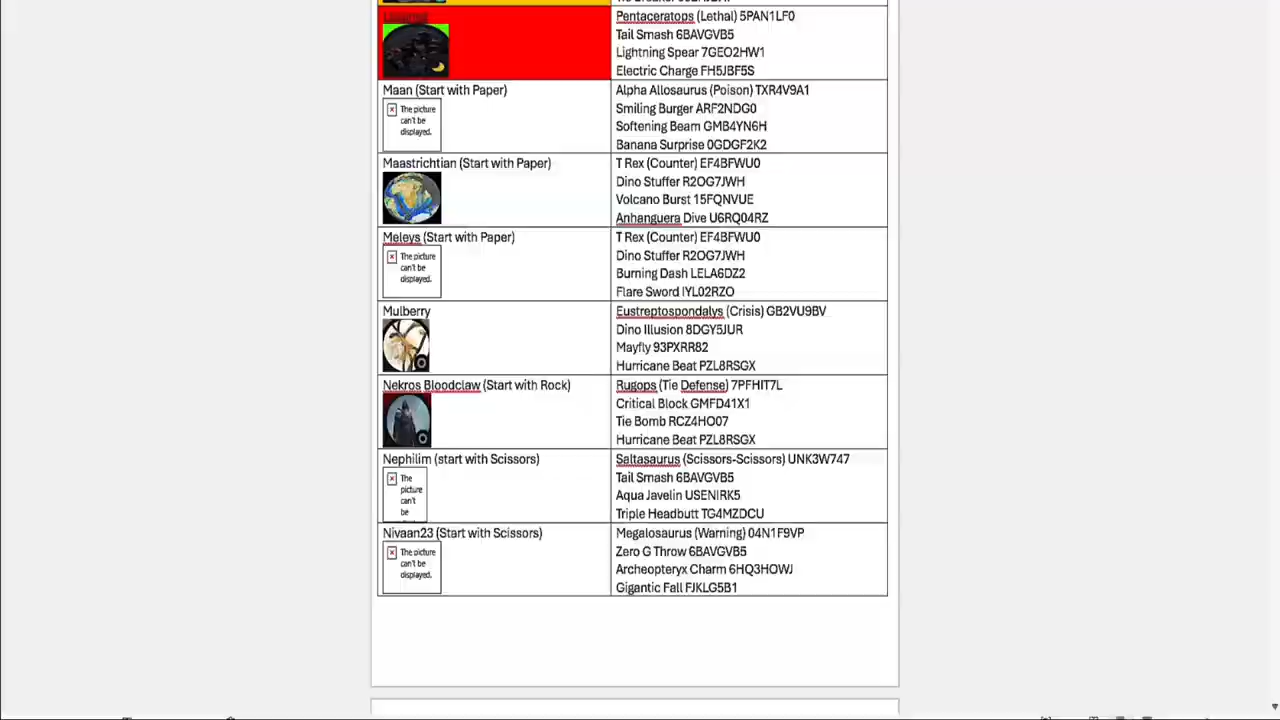 Pentaceratops (Lethal) 5PAN1LF0
Tail Smash 6BAVGVB5
Lightning Spear 7GEO2HW1
Electric Charge FH5JBF5S
Maan (Start with Paper)
The picture
can't be
displayed.
Alpha Allosaurus (Poison) TXR4V9A1
Smiling Burger ARF2NDG0
Softening Beam GMB4YN6H
Banana Surprise 0GDGF2K2
Maastrichtian (Start with Paper)
T Rex (Counter) EF4BFWU0
Dino Stuffer R2OG7JWH
Volcano Burst 15FQNVUE
Anhanguera Dive U6RQ04RZ
Meleys (Start with Paper)
The picture
can't be
displayed.
T Rex (Counter) EF4BFWU0
Dino Stuffer R2OG7JWH
Burning Dash LELA6DZ2
Flare Sword IYL02RZO
Mulberry
Eustreptospondalys (Crisis) GB2VU9BV
Dino Illusion 8DGY5JUR
Mayfly 93PXRR82
Hurricane Beat PZL8RSGX
Nekros Bloodclaw (Start with Rock)
Rugops (Tie Defense) 7PFHIT7L
Critical Block GMFD41X1
Tie Bomb RCZ4HO07
Hurricane Beat PZL8RSGX
Nephilim (start with Scissors)
The
picture
can't
be
Saltasaurus (Scissors-Scissors) UNK3W747
Tail Smash 6BAVGVB5
Aqua Javelin USENIRK5
Triple Headbutt TG4MZDCU
Nivaan23 (Start with Scissors)
The picture
can't be
displayed.
Megalosaurus (Warning) 04N1F9VP
Zero G Throw 6BAVGVB5
Archeopteryx Charm 6HQ3HOWJ
Gigantic Fall FJKLG5B1